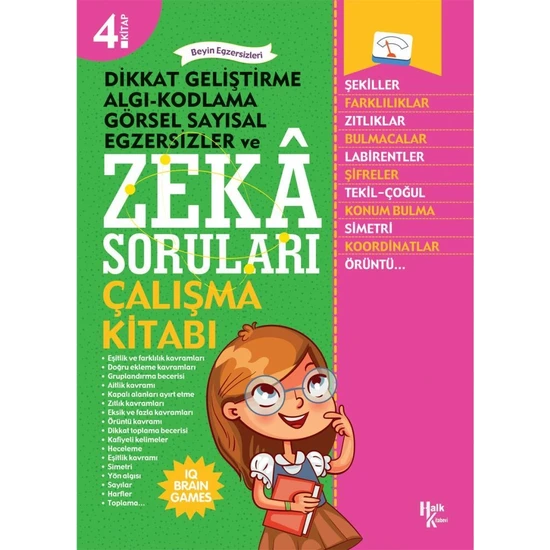 4.
KİTAP
Beyin Egzersizleri
DİKKAT GELİŞTİRME
ALGI-KODLAMA
GÖRSEL SAYISAL
EGZERSİZLER ve
ZEKÂ
SORULARI
ÇALIŞMA
KİTABI
• Eşitlik ve farklılık kavramları
• Doğru ekleme kavramları
• Gruplandırma becerisi
• Aitlik kavramı
• Kapalı alanları ayırt etme
• Zıtlık kavramları
• Eksik ve fazla kavramları
• Örüntü kavramı
• Dikkat toplama becerisi
• Kafiyeli kelimeler
• Heceleme
• Eşitlik kavramı
• Simetri
• Yön algısı
• Sayılar
• Harfler
• Toplama...
IQ
BRAIN
GAMES
ŞEKİLLER
FARKLILIKLAR
ZITLIKLAR
BULMACALAR
LABİRENTLER
ŞİFRELER
TEKİL-ÇOĞUL
KONUM BULMA
SİMETRİ
KOORDİNATLAR
ÖRÜNTÜ...
Halk
Kitabevi